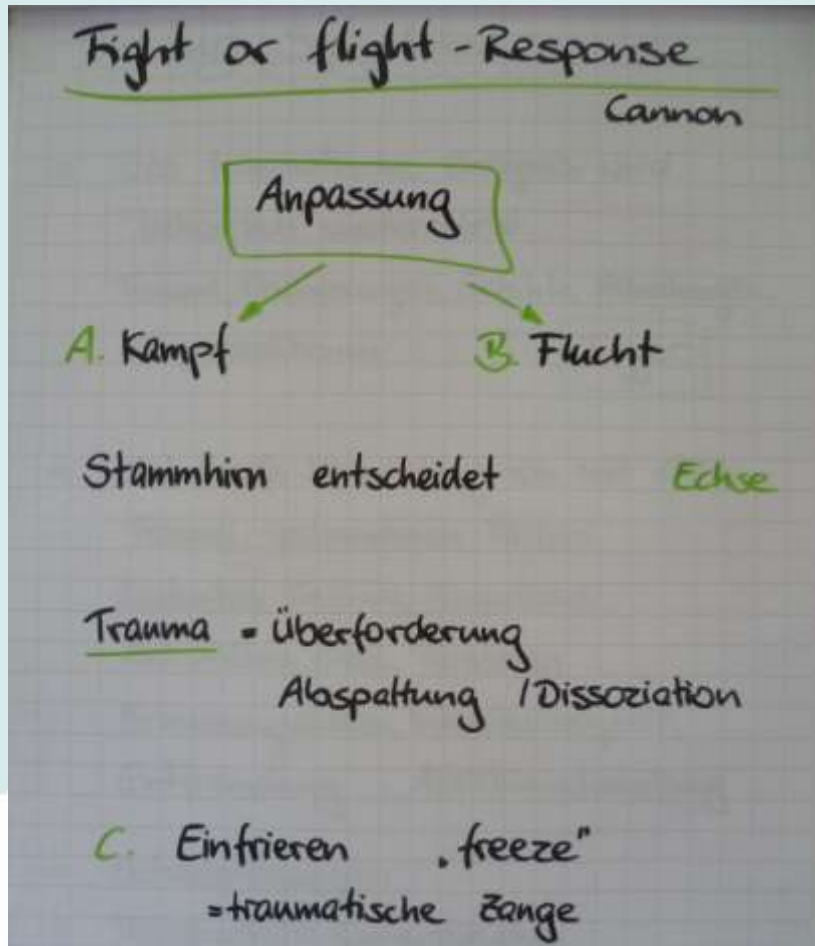 Fight or flight - Response
Cannon
Anpassung
A. Kampf B. Flucht
Stammhirn entscheidet Echse
Trauma = Überforderung
Abspaltung / Dissoziation
C. Einfrieren „freeze"
= traumatische Zange